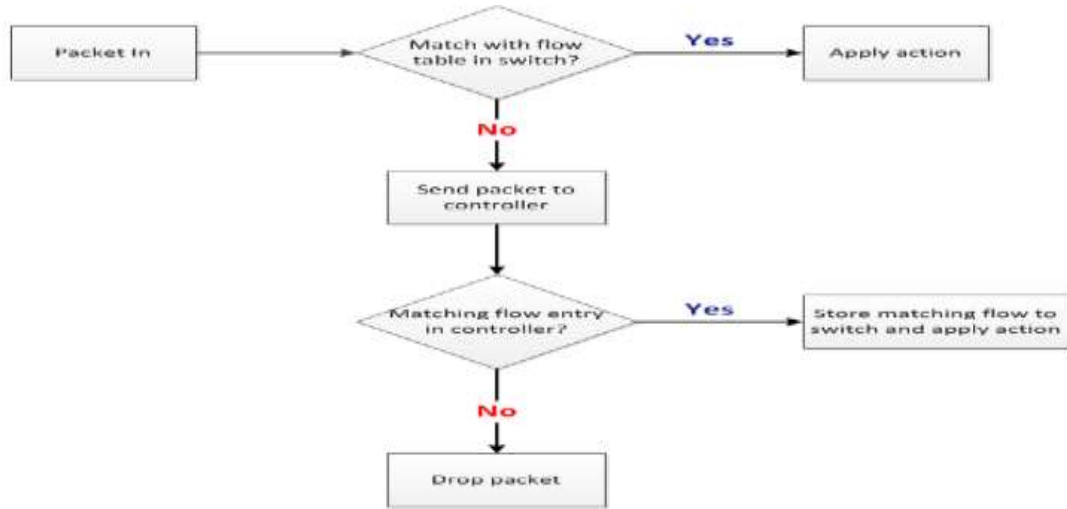 Packet In
Match with flow
table in switch?
Yes
Apply action
No
Send packet to
controller
Matching flow entry
in controller?
Yes
Store matching flow to
switch and apply action
No
Drop packet